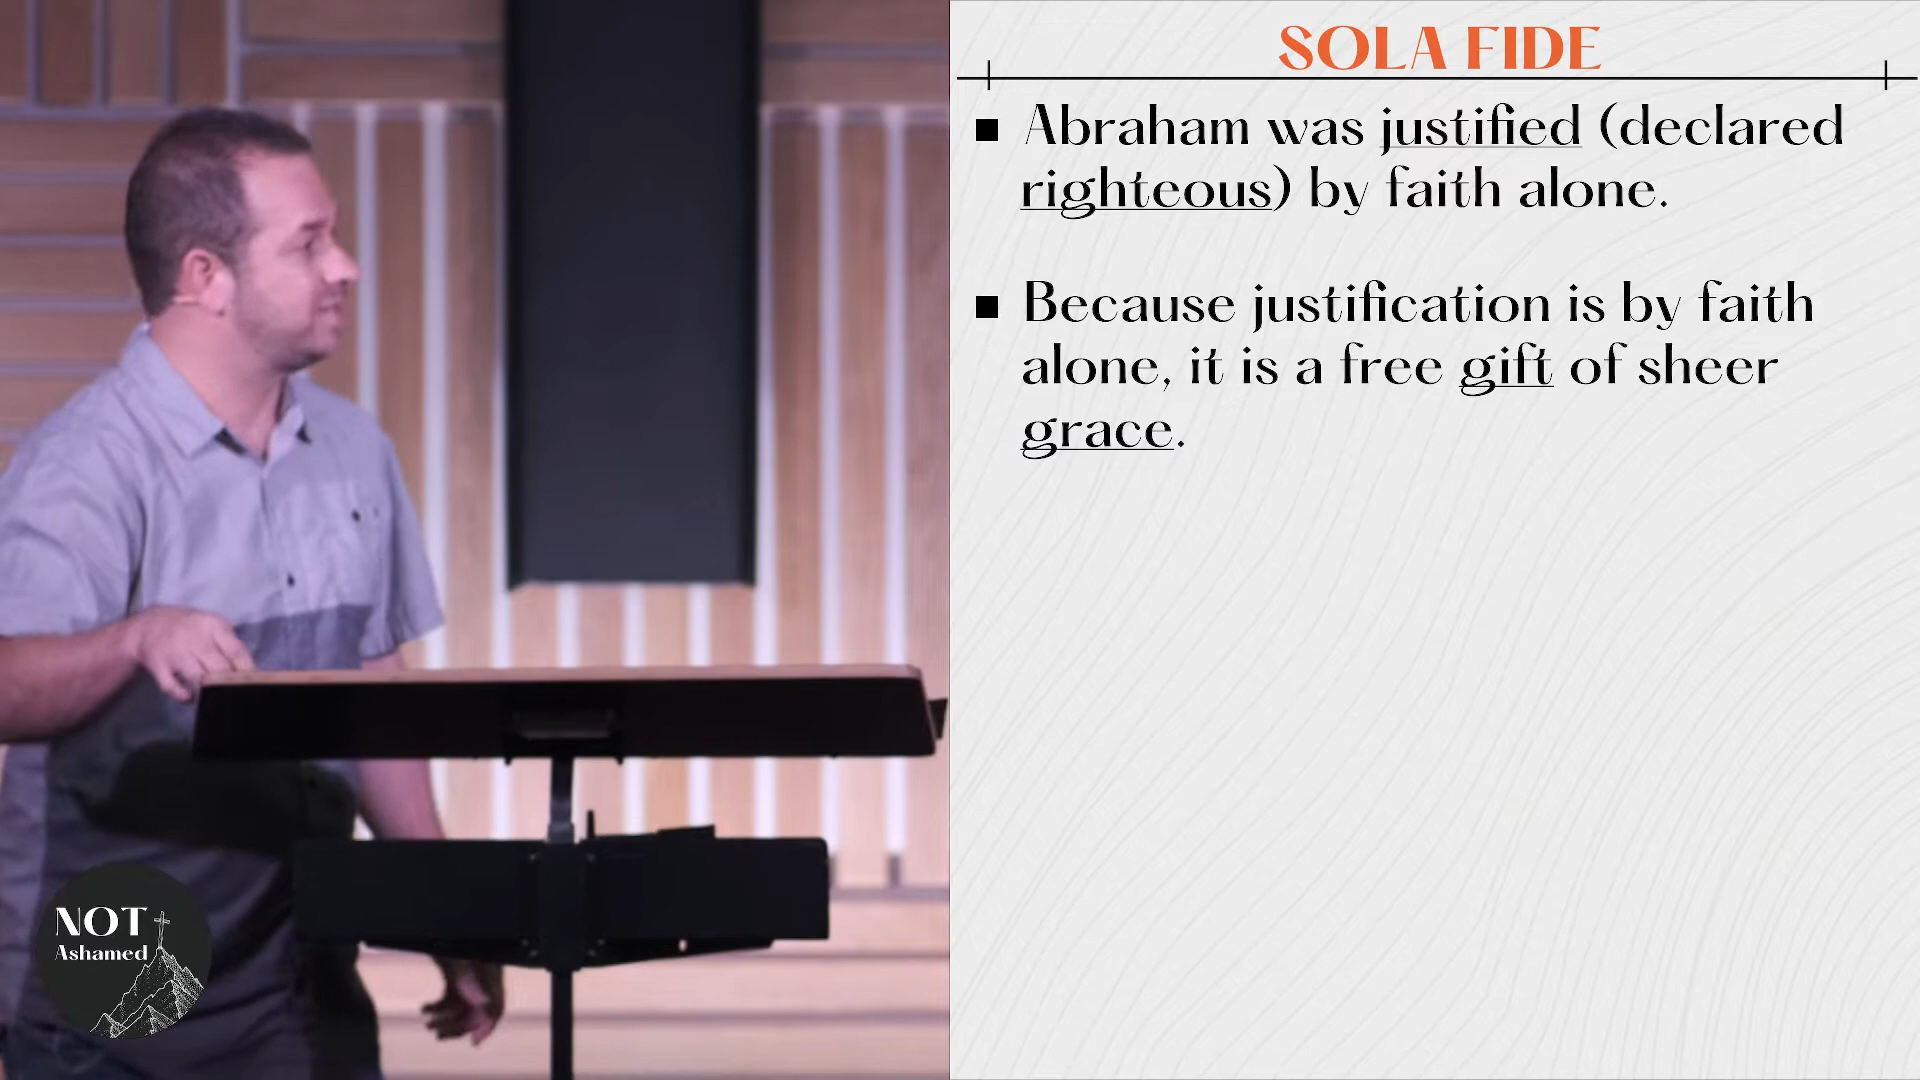 SOLA FIDE
■ Abraham was justified (declared
righteous) by faith alone.
■ Because justification is by faith
alone, it is a free gift of sheer
grace.
NOT
Ashamed